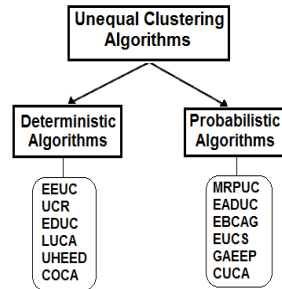 Unequal Clustering
Algorithms
Deterministic
Algorithms
Probabilistic
Algorithms
EEUC
UCR
EDUC
LUCA
UHEED
COCA
MRPUC
EADUC
EBCAG
EUCS
GAEEP
CUCA